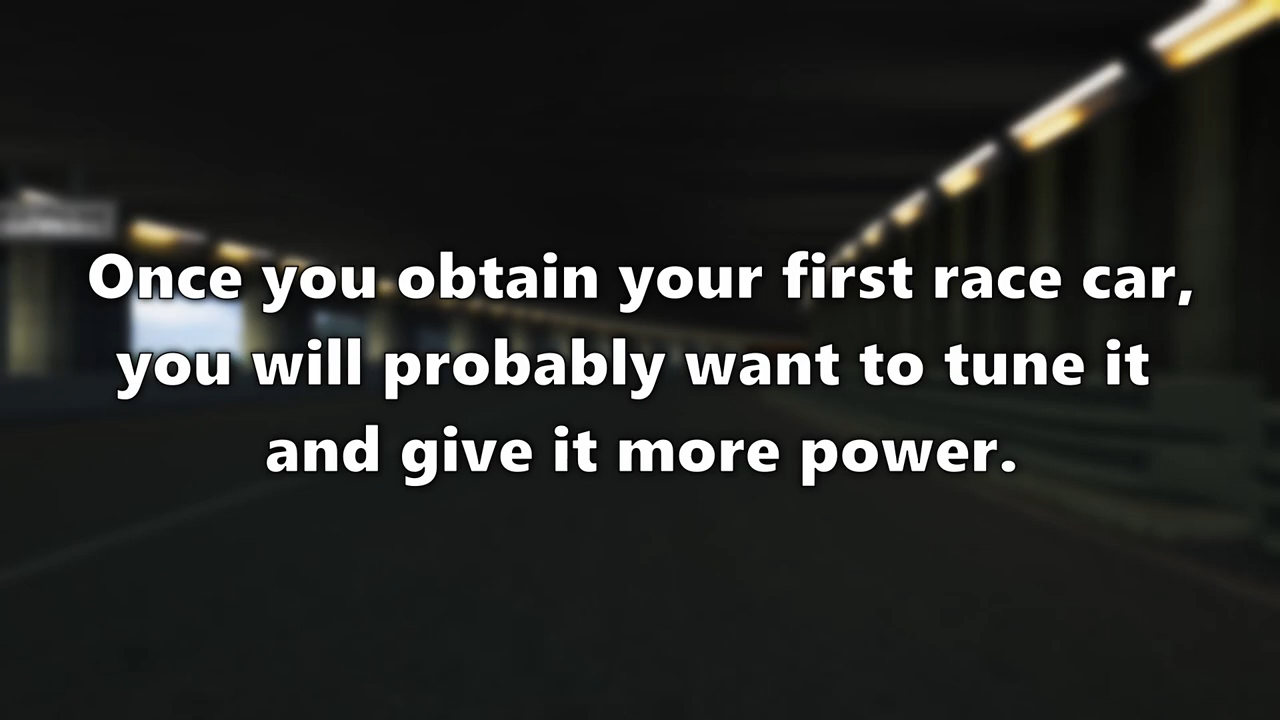 Once you obtain your first race car,
you will probably want to tune it
and give it more power.